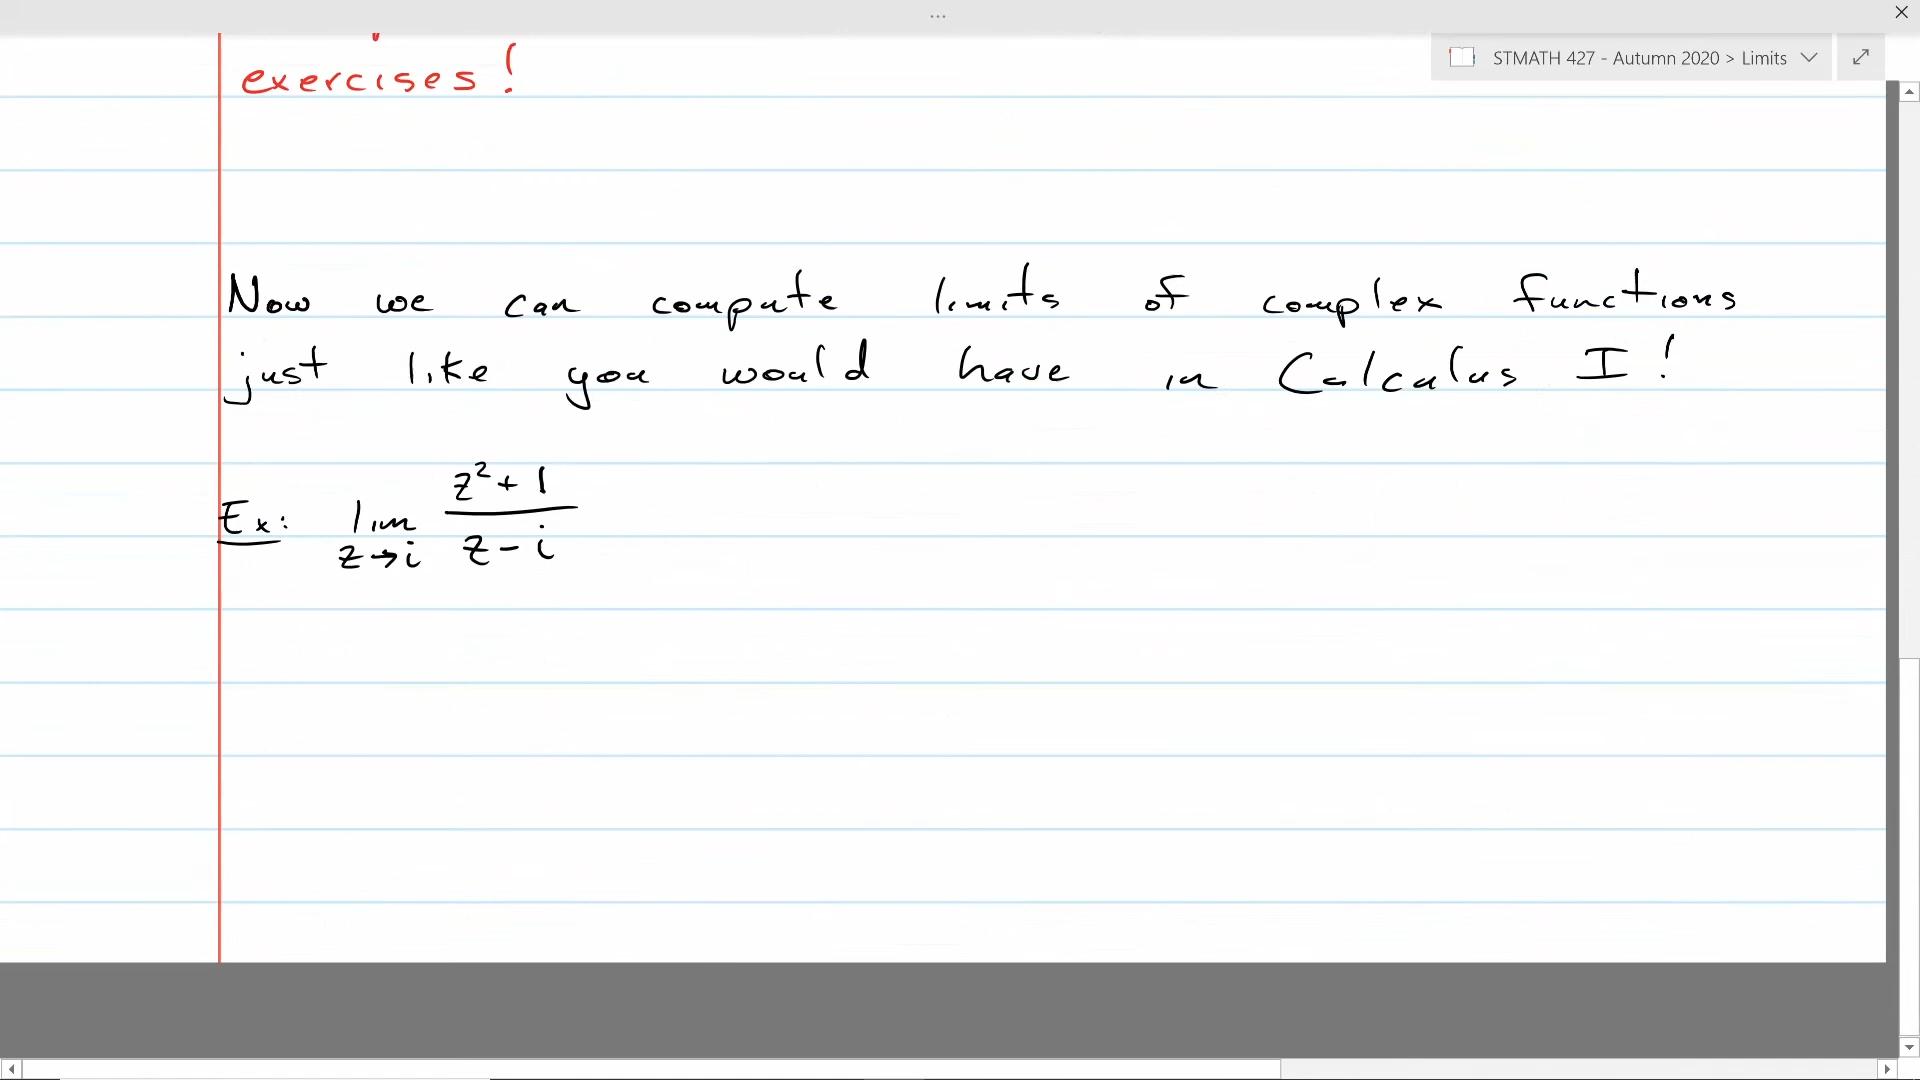 ...
STMATH 427 - Autumn 2020 > Limits
exercises!
Now we can compute limits of complex functions
just like you would have in Calculus I!
Ex: lim z→i (z² + 1)/(z - i)